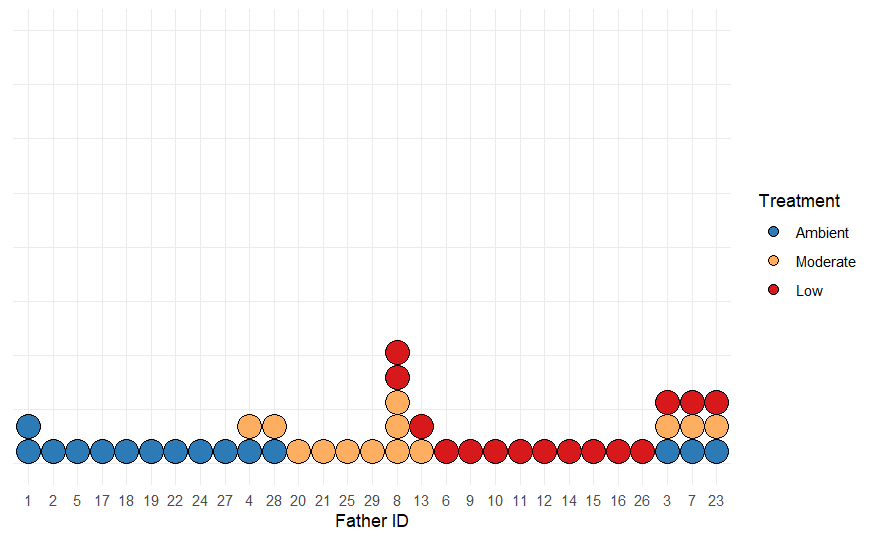 Treatment
Ambient
Moderate
Low
1 2 5 17 18 19 22 24 27 4 28 20 21 25 29 8 13 6 9 10 11 12 14 15 16 26 3 7 23
Father ID